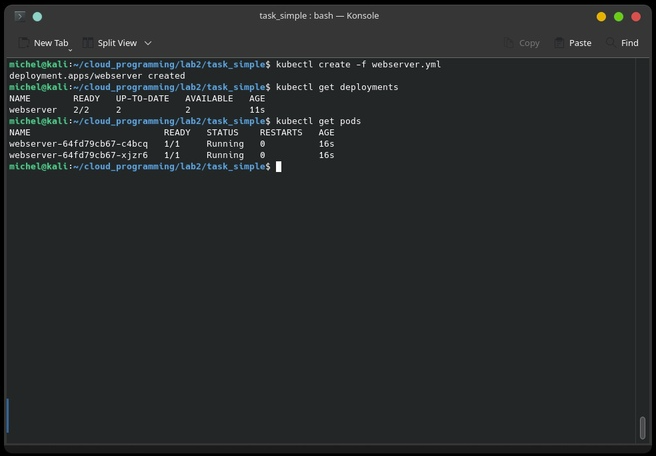 task_simple : bash — Konsole
New Tab Split View Copy Paste Find
michel@kali:~/cloud_programming/lab2/task_simple$ kubectl create -f webserver.yml
deployment.apps/webserver created
michel@kali:~/cloud_programming/lab2/task_simple$ kubectl get deployments
NAME        READY   UP-TO-DATE   AVAILABLE   AGE
webserver   2/2     2            2           11s
michel@kali:~/cloud_programming/lab2/task_simple$ kubectl get pods
NAME                         READY   STATUS    RESTARTS   AGE
webserver-64fd79cb67-c4bcq   1/1     Running   0          16s
webserver-64fd79cb67-xjzr6   1/1     Running   0          16s
michel@kali:~/cloud_programming/lab2/task_simple$